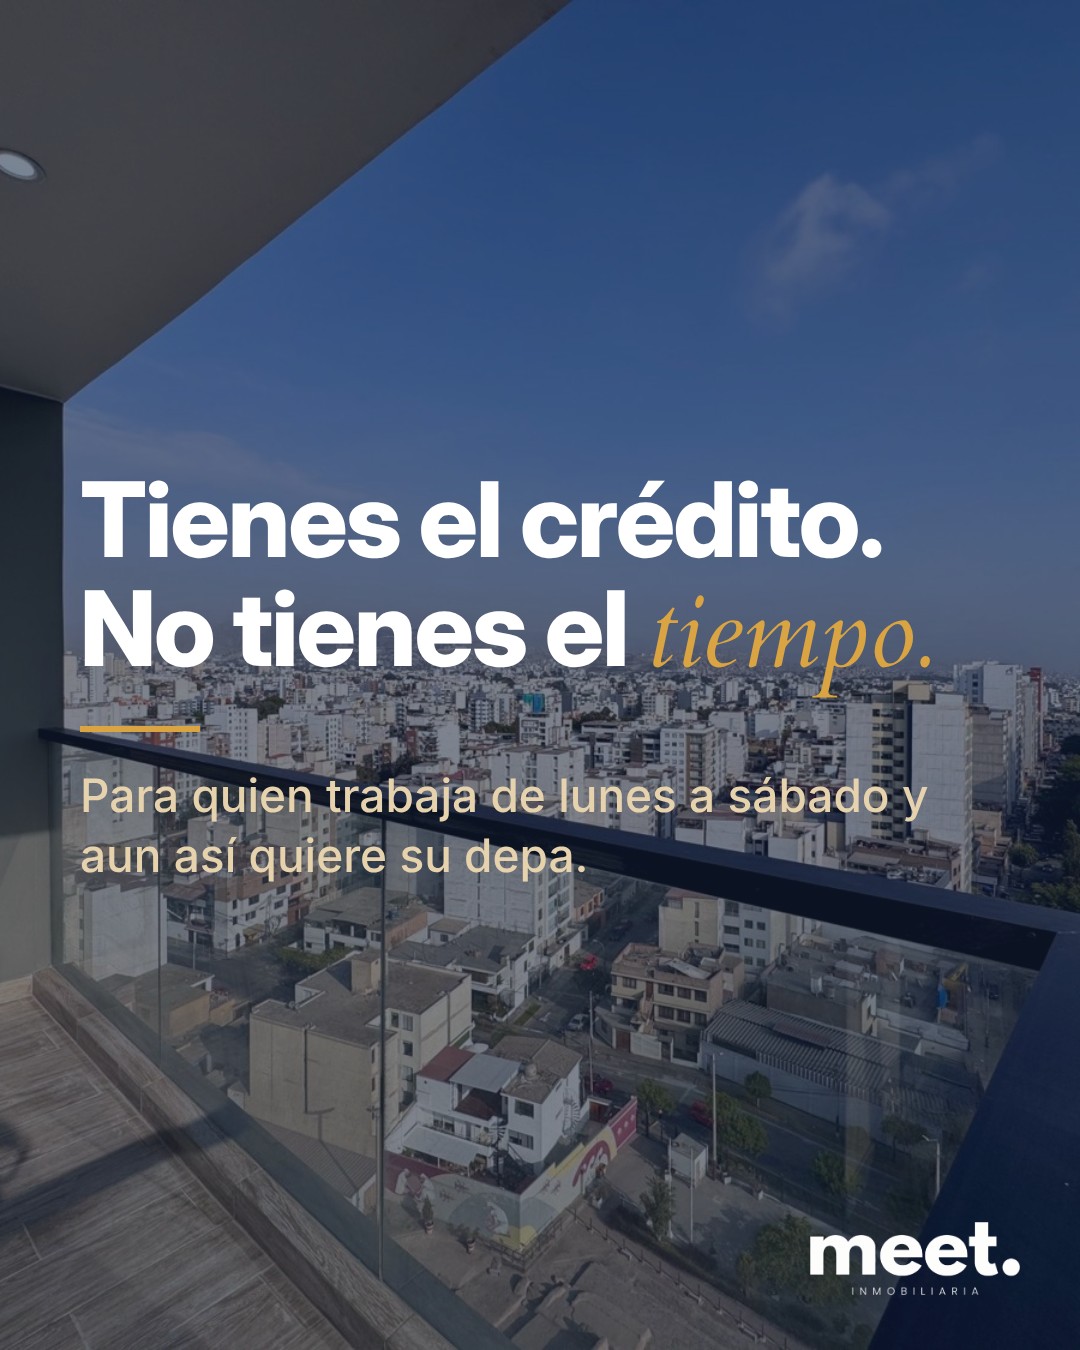 Tienes el crédito.
No tienes el tiempo.
Para quien trabaja de lunes a sábado y
aun así quiere su depa.
meet.
INMOBILIARIA